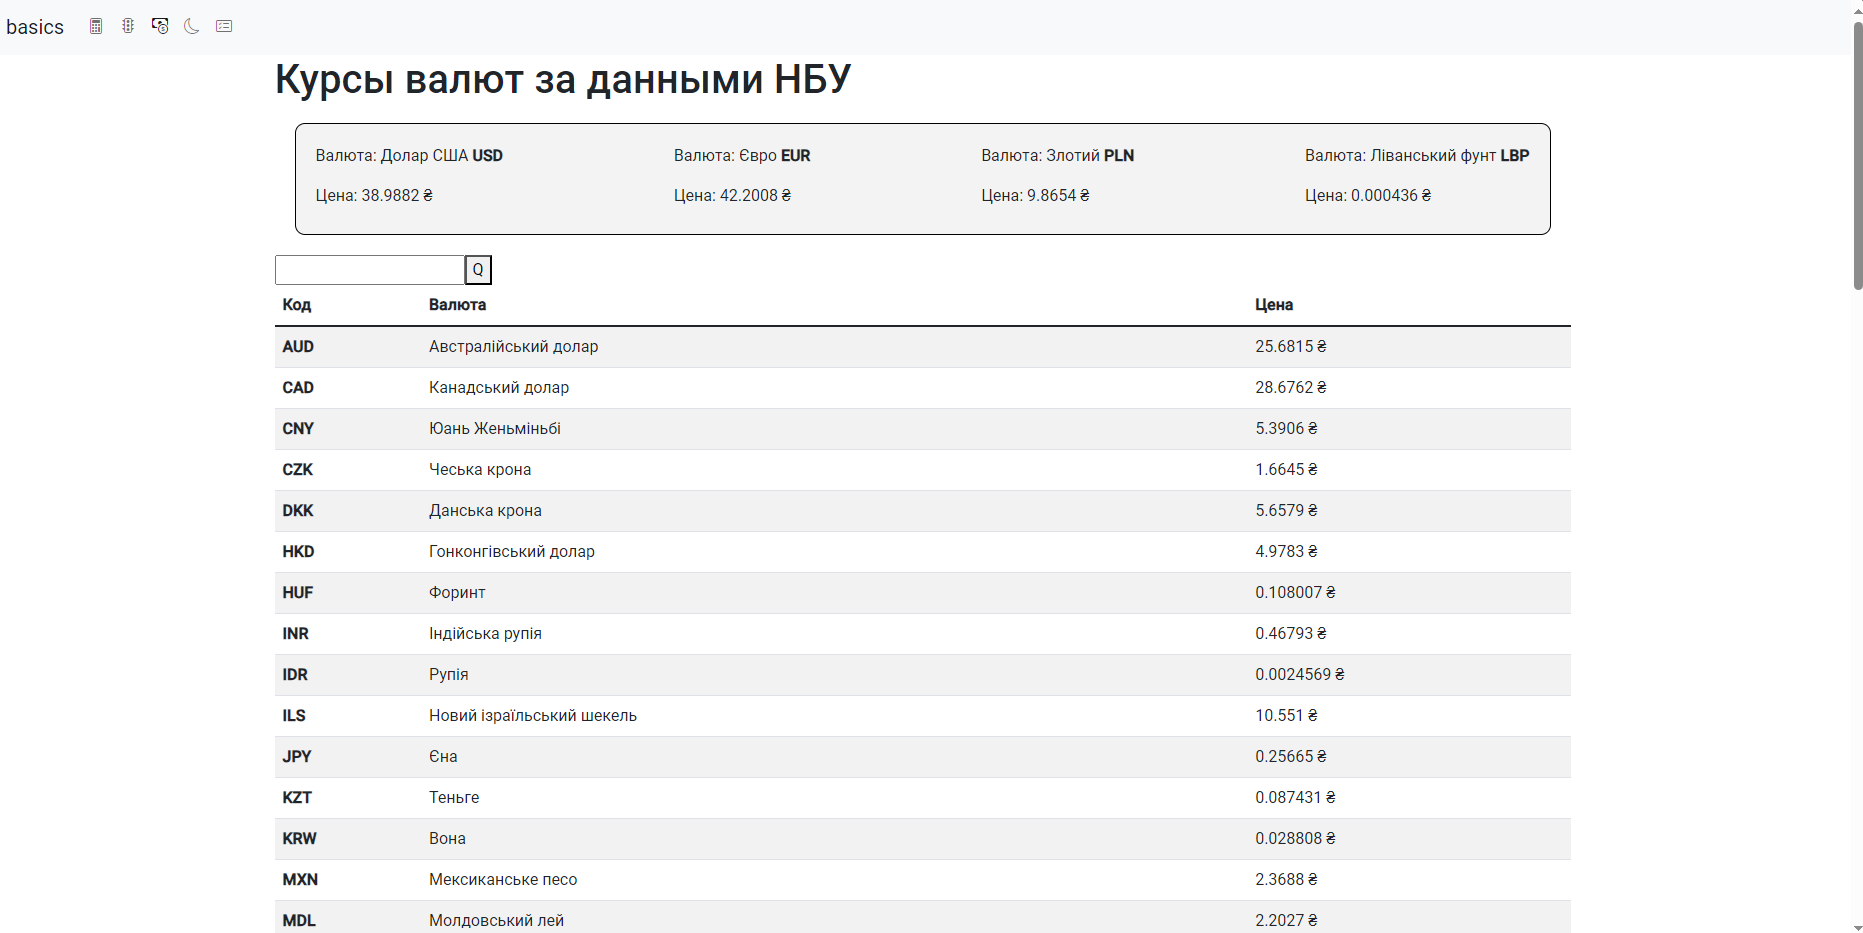 basics
Курсы валют за данными НБУ
Валюта: Долар США USD Валюта: Євро EUR Валюта: Злотий PLN Валюта: Ліванський фунт LBP
Цена: 38.9882 ₴ Цена: 42.2008 ₴ Цена: 9.8654 ₴ Цена: 0.000436 ₴
Q
Код Валюта Цена
AUD Австралійський долар 25.6815 ₴
CAD Канадський долар 28.6762 ₴
CNY Юань Женьміньбі 5.3906 ₴
CZK Чеська крона 1.6645 ₴
DKK Данська крона 5.6579 ₴
HKD Гонконгівський долар 4.9783 ₴
HUF Форинт 0.108007 ₴
INR Індійська рупія 0.46793 ₴
IDR Рупія 0.0024569 ₴
ILS Новий ізраїльський шекель 10.551 ₴
JPY Єна 0.25665 ₴
KZT Теньге 0.087431 ₴
KRW Вона 0.028808 ₴
MXN Мексиканське песо 2.3688 ₴
MDL Молдовський лей 2.2027 ₴